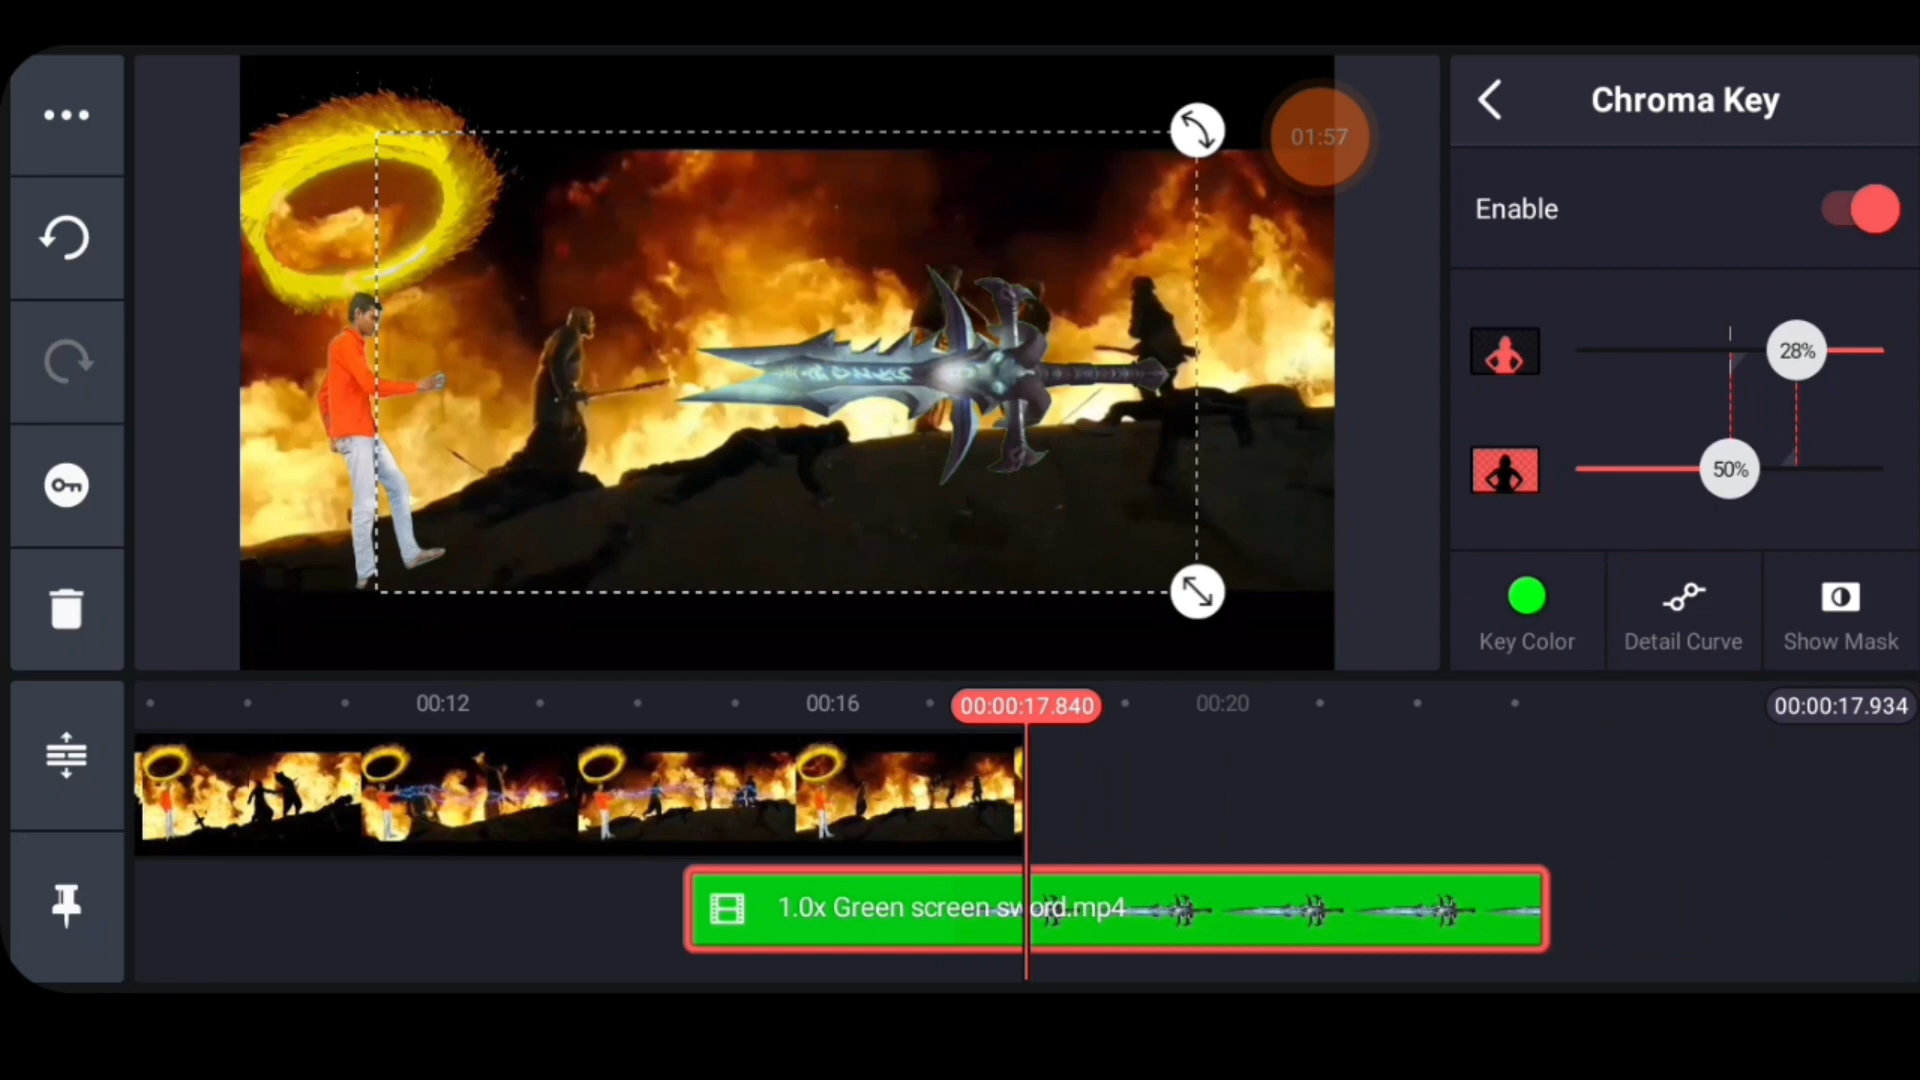 Chroma Key
01:57
Enable
28%
50%
Key Color
Detail Curve
Show Mask
00:12
00:16
00:00:17.840
00:20
00:00:17.934
1.0x Green screen sword.mp4